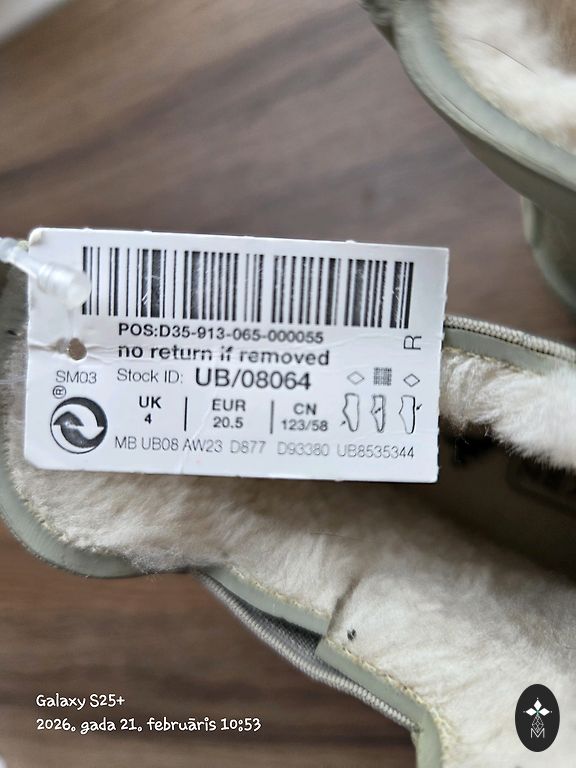 POS:D35-913-065-000055
no return if removed
R
SM03 Stock ID: UB/08064
®
UK EUR CN
4 20.5 123/58
MB UB08 AW23 D877 D93380 UB8535344
Galaxy S25+
2026. gada 21. februāris 10:53
M